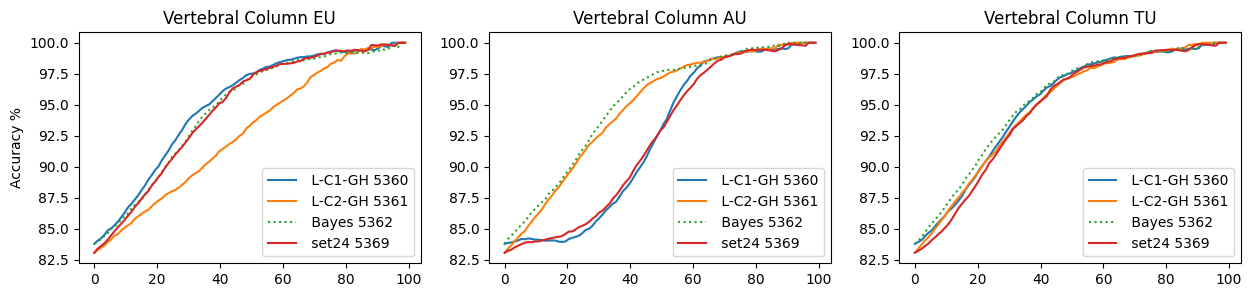 Vertebral Column EU
Accuracy %
100.0
97.5
95.0
92.5
90.0
87.5
85.0
82.5
0 20 40 60 80 100
L-C1-GH 5360
L-C2-GH 5361
Bayes 5362
set24 5369
Vertebral Column AU
100.0
97.5
95.0
92.5
90.0
87.5
85.0
82.5
0 20 40 60 80 100
L-C1-GH 5360
L-C2-GH 5361
Bayes 5362
set24 5369
Vertebral Column TU
100.0
97.5
95.0
92.5
90.0
87.5
85.0
82.5
0 20 40 60 80 100
L-C1-GH 5360
L-C2-GH 5361
Bayes 5362
set24 5369